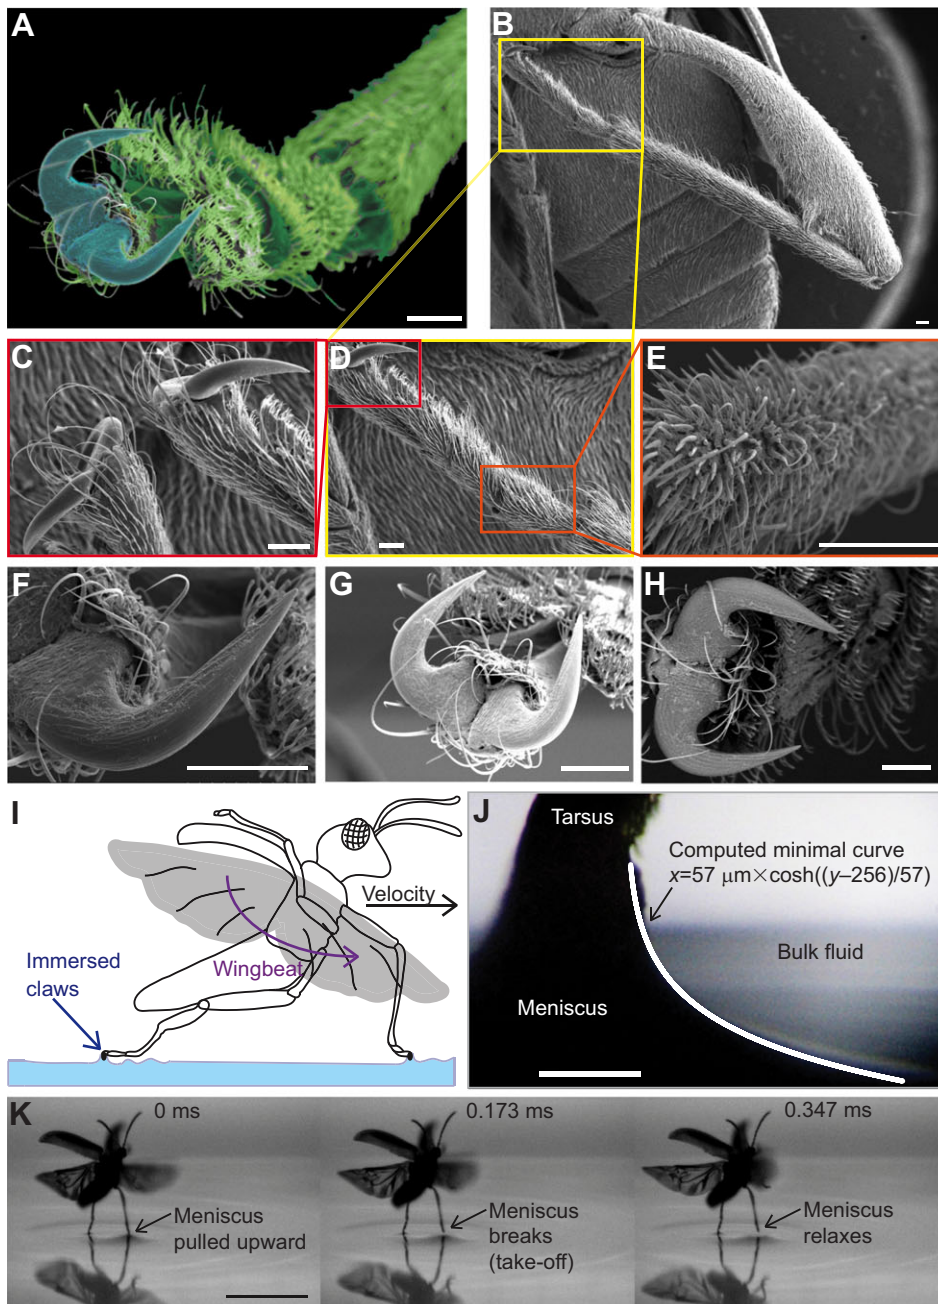 A
B
C
D
E
F
G
H
I
Velocity
Wingbeat
Immersed
claws
J
Tarsus
Computed minimal curve
x=57 μm×cosh((y–256)/57)
Bulk fluid
Meniscus
K
0 ms
0.173 ms
0.347 ms
Meniscus
pulled upward
Meniscus
breaks
(take-off)
Meniscus
relaxes